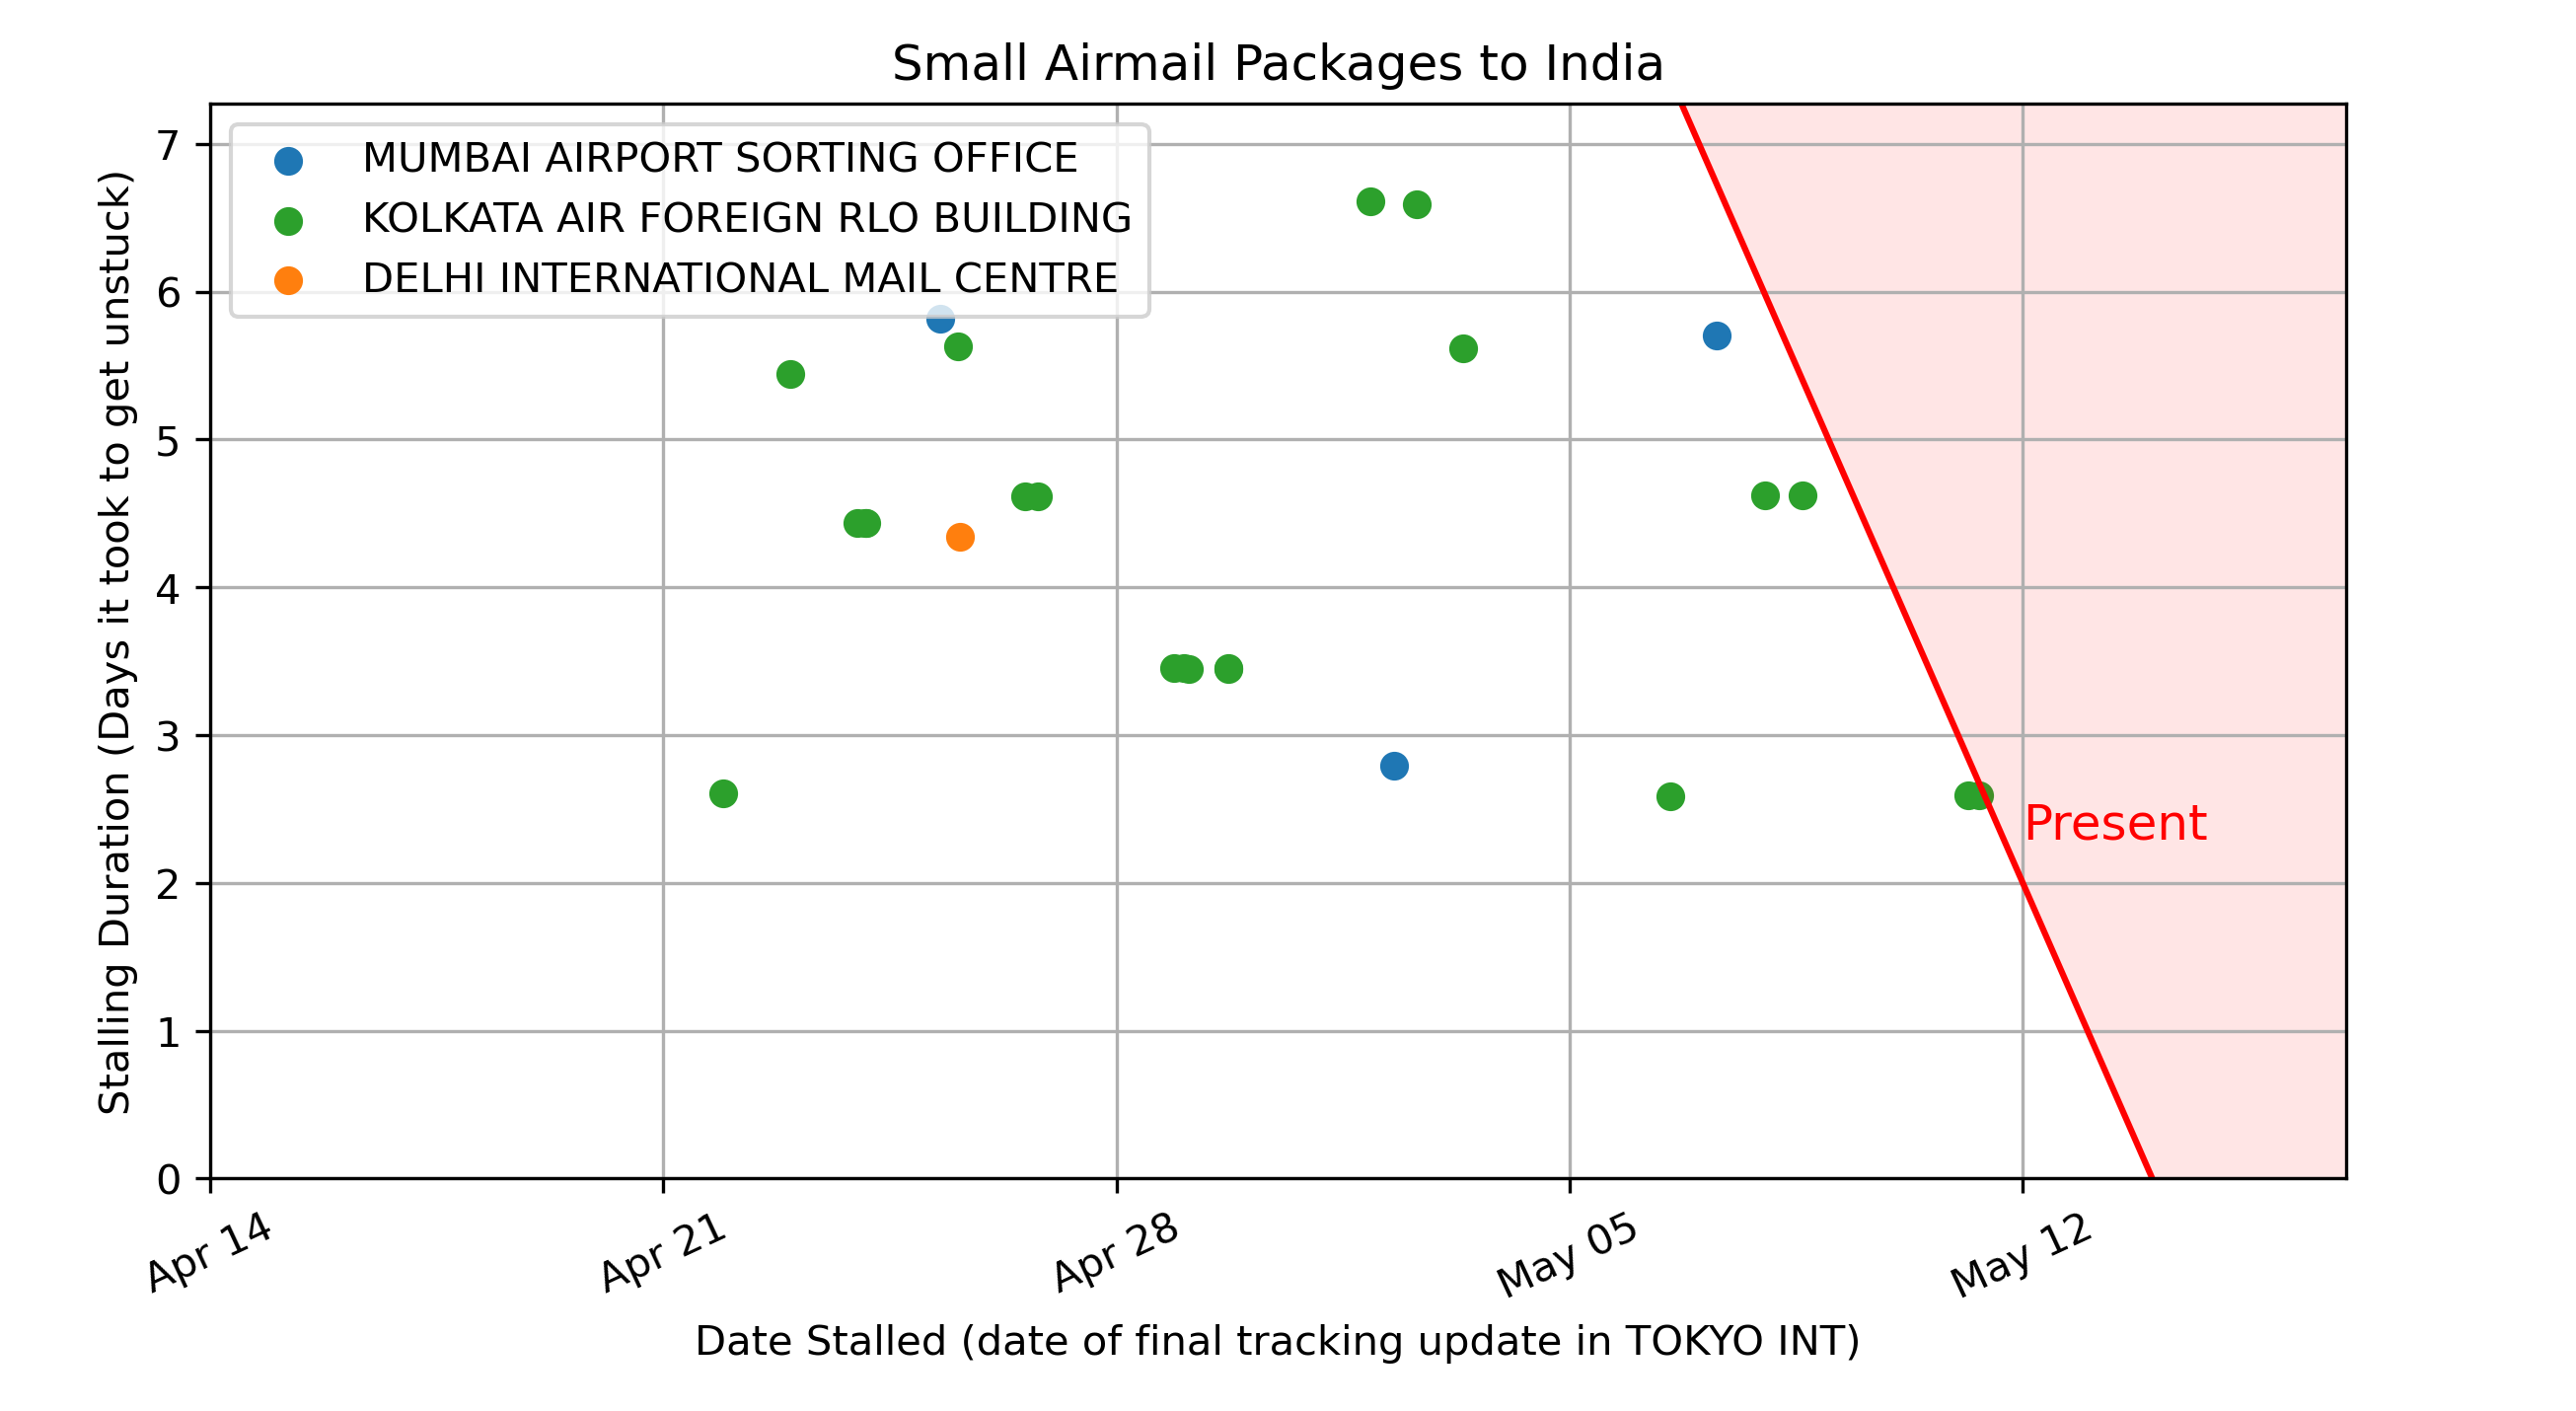 Small Airmail Packages to India
MUMBAI AIRPORT SORTING OFFICE
KOLKATA AIR FOREIGN RLO BUILDING
DELHI INTERNATIONAL MAIL CENTRE
Stalling Duration (Days it took to get unstuck)
7
6
5
4
3
2
1
0
Present
Apr 14
Apr 21
Apr 28
May 05
May 12
Date Stalled (date of final tracking update in TOKYO INT)